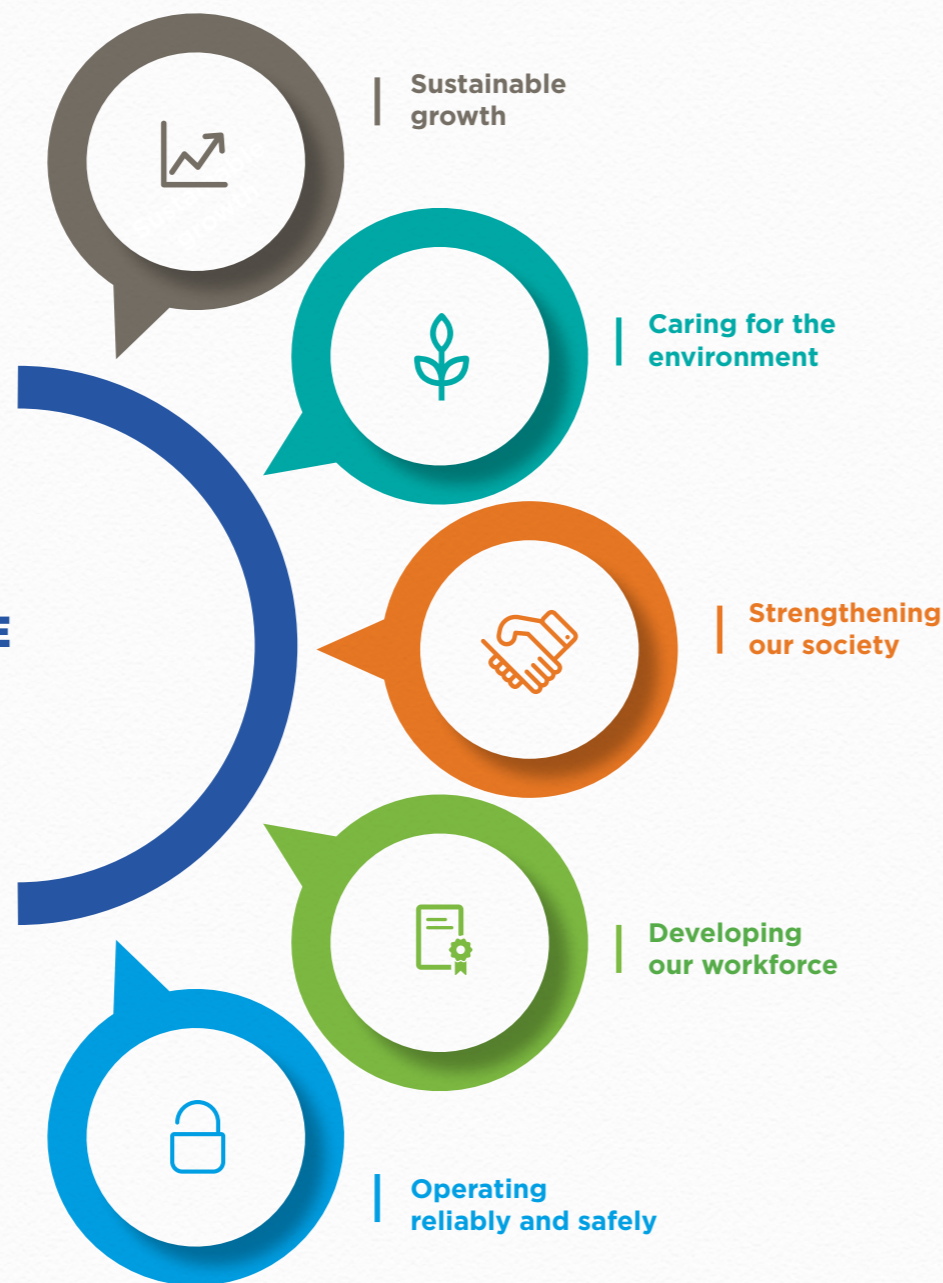 Sustainable
growth
Caring for the
environment
E
Strengthening
our society
Developing
our workforce
Operating
reliably and safely